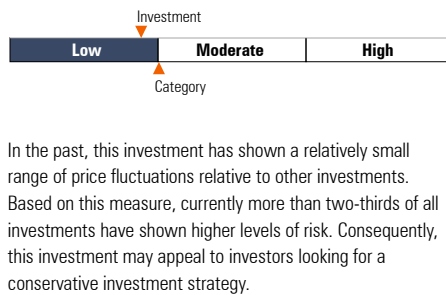 Investment
Low Moderate High
Category
In the past, this investment has shown a relatively small
range of price fluctuations relative to other investments.
Based on this measure, currently more than two-thirds of all
investments have shown higher levels of risk. Consequently,
this investment may appeal to investors looking for a
conservative investment strategy.